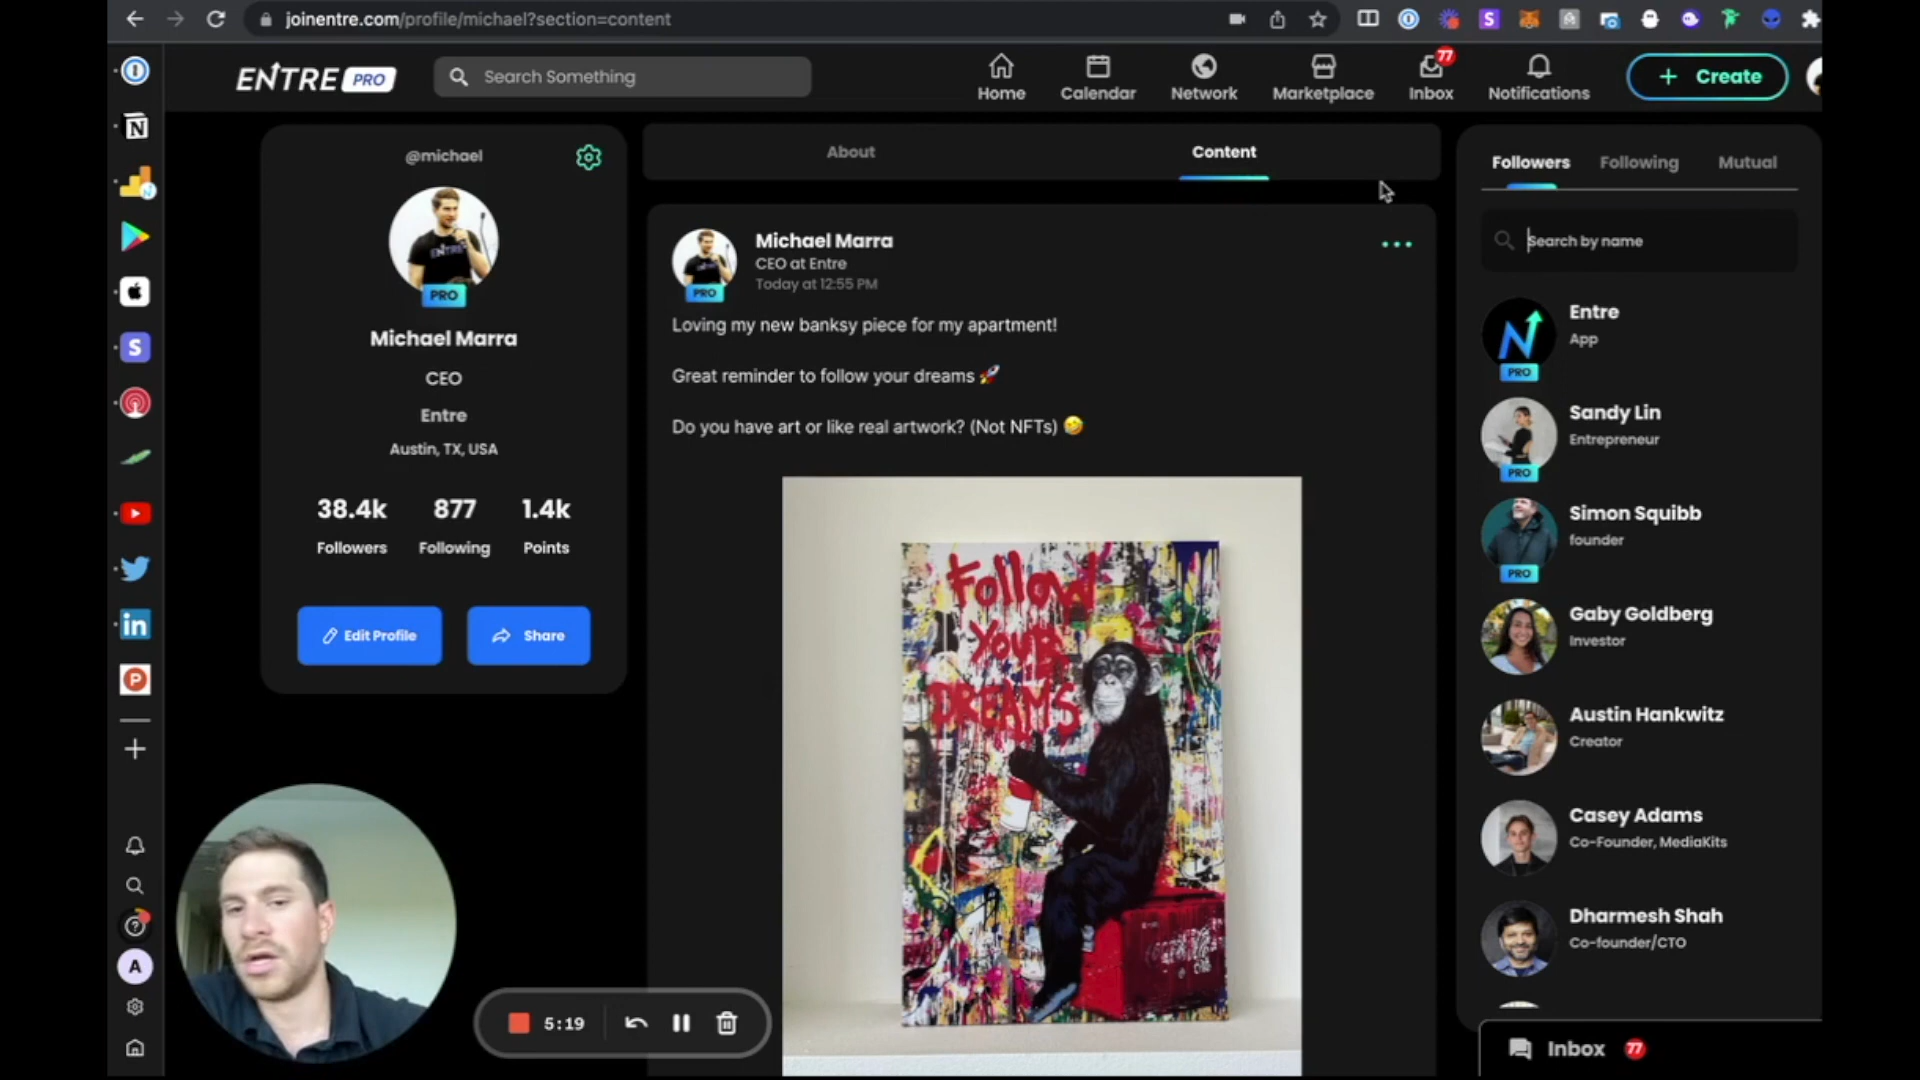 joinentre.com/profile/michael?section=content
ENTRE PRO
Search Something
Home
Calendar
Network
Marketplace
77
Inbox
Notifications
+ Create
@michael
PRO
Michael Marra
CEO
Entre
Austin, TX, USA
38.4k
877
1.4k
Followers
Following
Points
Edit Profile
Share
About
Content
Michael Marra
CEO at Entre
Today at 12:55 PM
PRO
Loving my new banksy piece for my apartment!
Great reminder to follow your dreams 🚀
Do you have art or like real artwork? (Not NFTs) 🤣
Follow
YOUR
DREAMS
Coca-Cola
Followers
Following
Mutual
Search by name
Entre
App
PRO
Sandy Lin
Entrepreneur
PRO
Simon Squibb
founder
PRO
Gaby Goldberg
Investor
Austin Hankwitz
Creator
Casey Adams
Co-Founder, MediaKits
Dharmesh Shah
Co-founder/CTO
Inbox 77
A
5:19